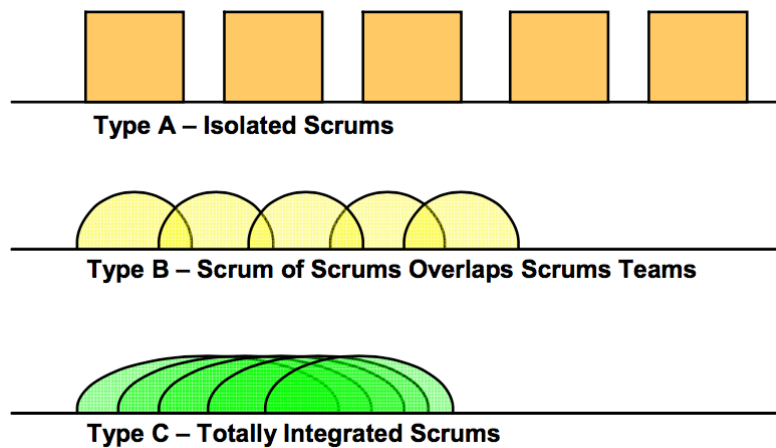 Type A – Isolated Scrums
Type B – Scrum of Scrums Overlaps Scrums Teams
Type C – Totally Integrated Scrums